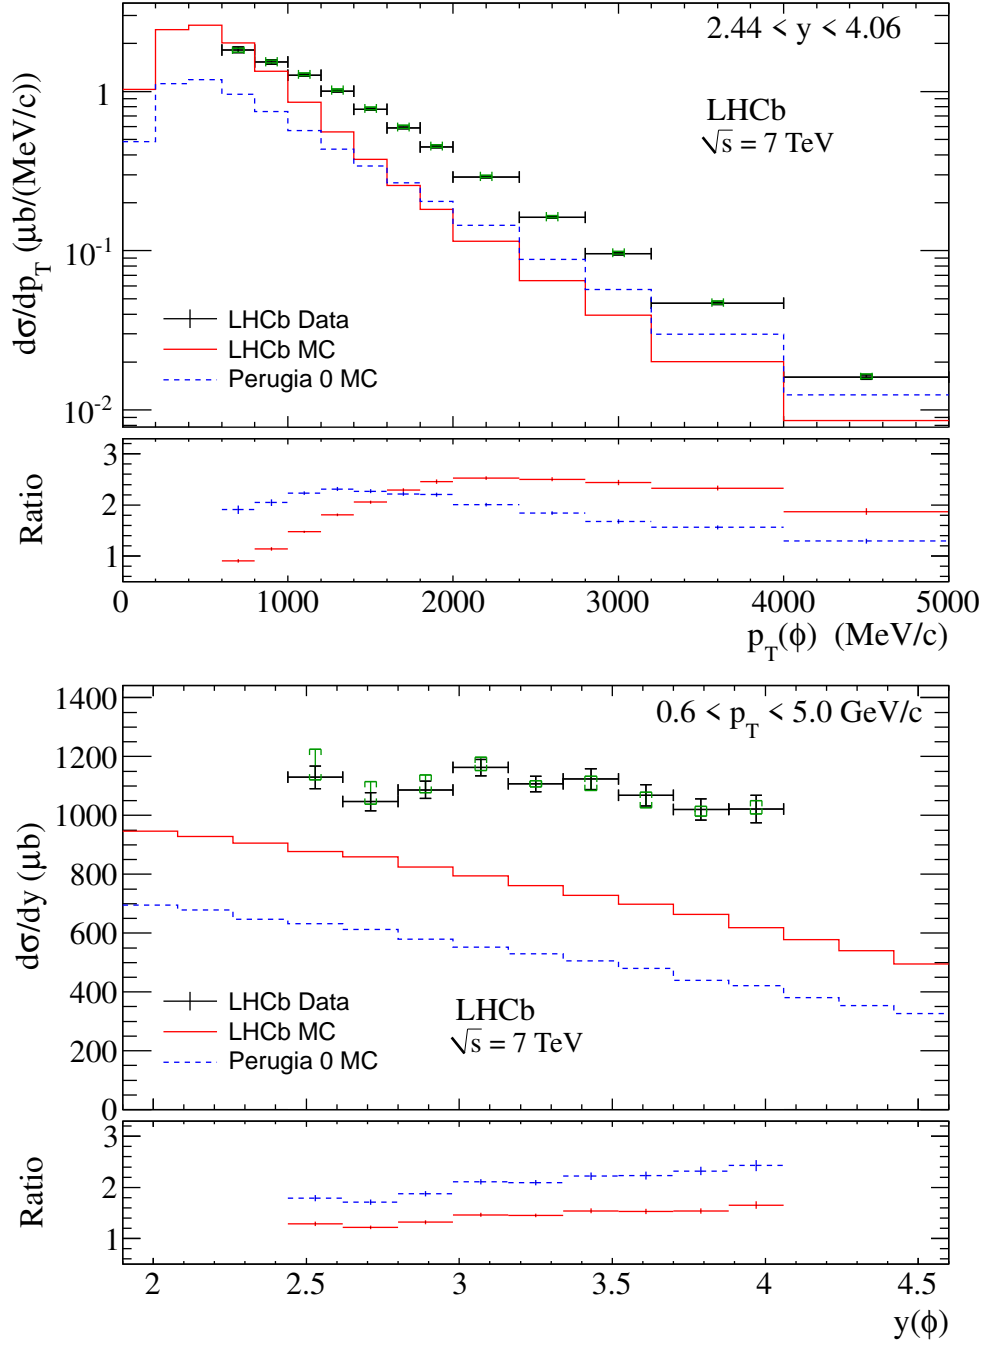 2.44 < y < 4.06
LHCb
√s = 7 TeV
dσ/dp_T (μb/(MeV/c))
1
10^-1
10^-2
LHCb Data
LHCb MC
Perugia 0 MC
Ratio
3
2
1
0 1000 2000 3000 4000 5000
p_T(ϕ) (MeV/c)
0.6 < p_T < 5.0 GeV/c
dσ/dy (μb)
1400
1200
1000
800
600
400
200
0
LHCb Data
LHCb MC
Perugia 0 MC
LHCb
√s = 7 TeV
Ratio
3
2
1
2 2.5 3 3.5 4 4.5
y(ϕ)